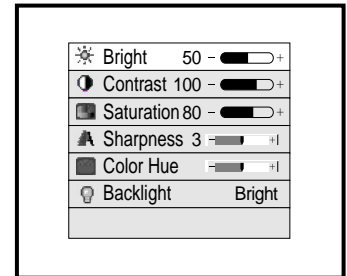 Bright 50 - +
Contrast 100 - +
Saturation 80 - +
Sharpness 3 - +
Color Hue - +
Backlight Bright